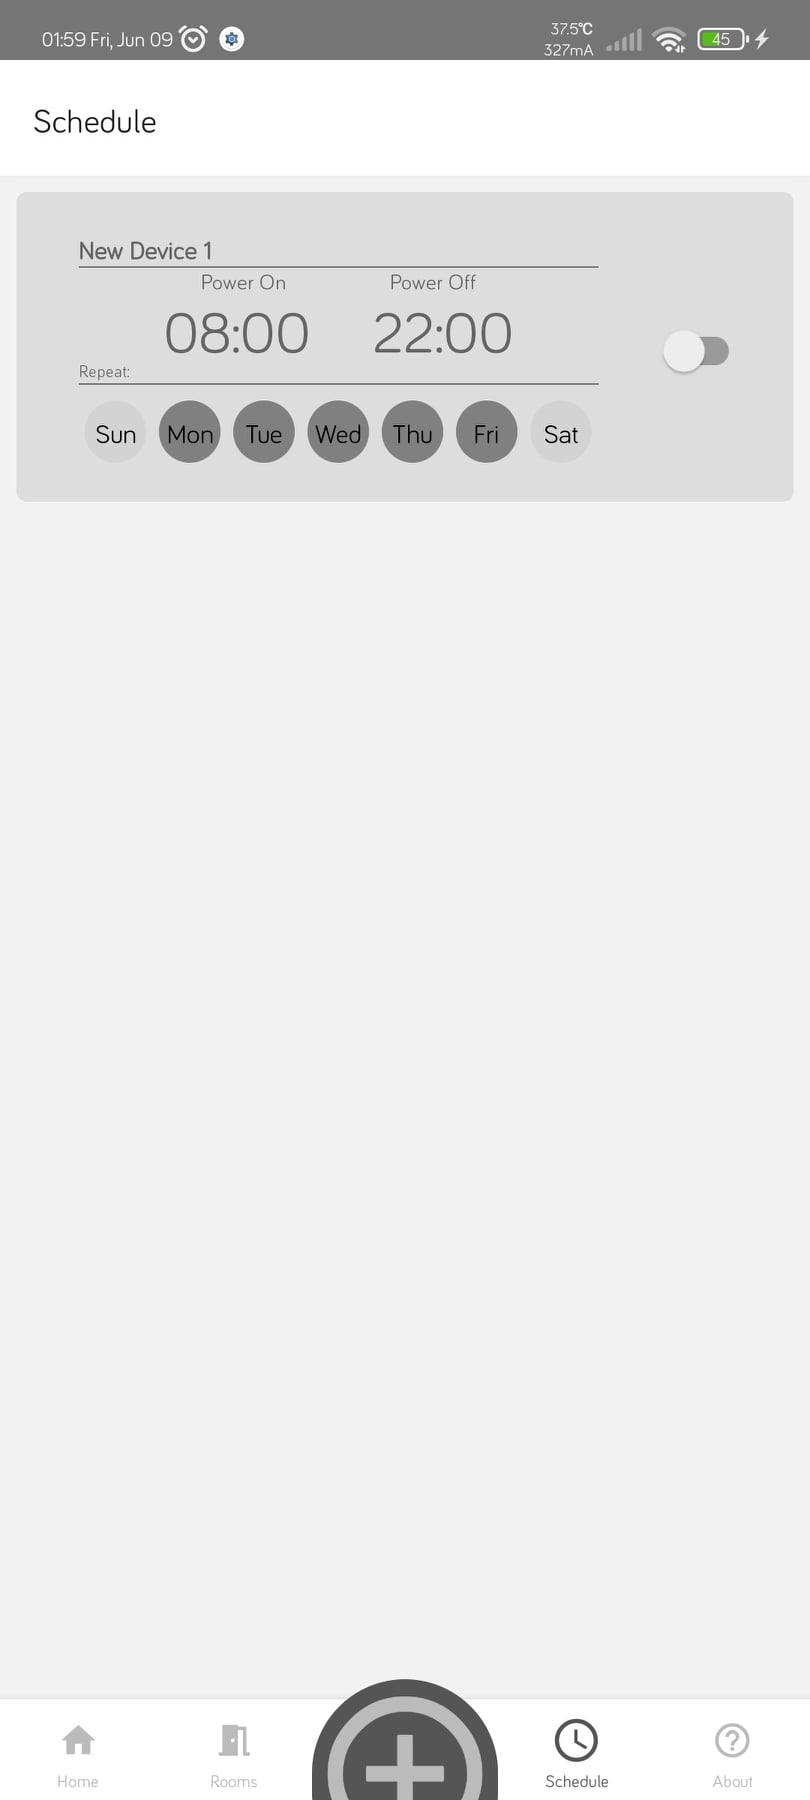 01:59 Fri, Jun 09
37.5°C
327mA
45
Schedule
New Device 1
Power On Power Off
08:00 22:00
Repeat:
Sun Mon Tue Wed Thu Fri Sat
Home Rooms Schedule About